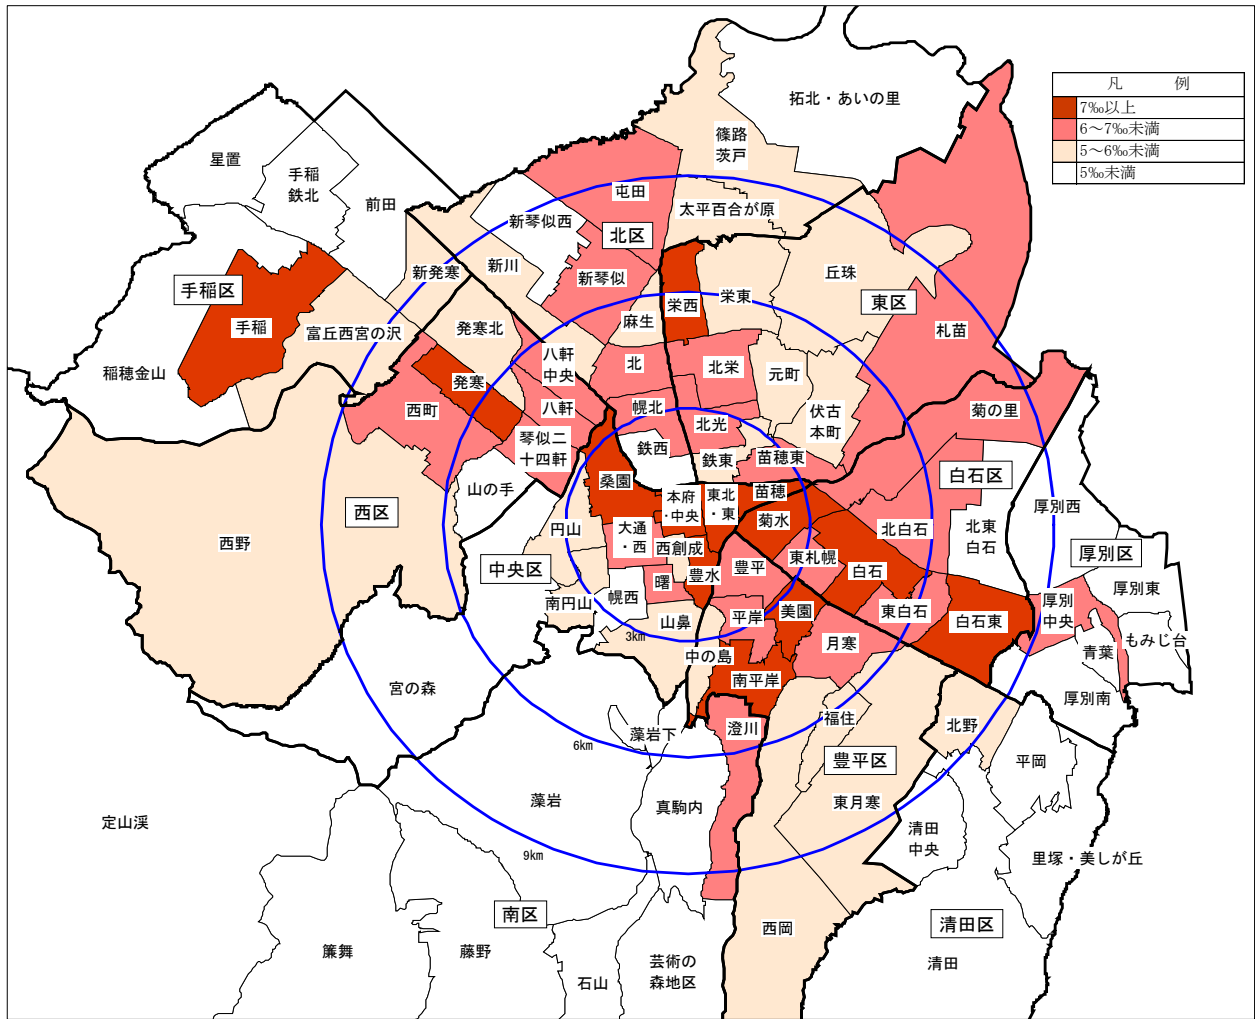 凡　例
7‰以上
6～7‰未満
5～6‰未満
5‰未満
拓北・あいの里
篠路
茨戸
星置
手稲
鉄北
前田
屯田
太平百合が原
新琴似西
北区
新川
新発寒
新琴似
丘珠
手稲区
栄西
栄東
東区
手稲
麻生
札苗
富丘西宮の沢
発寒北
八軒
中央
北
北栄
元町
稲穂金山
発寒
西町
八軒
幌北
北光
伏古
本町
菊の里
琴似二
十四軒
鉄西
鉄東
苗穂東
白石区
桑園
山の手
苗穂
本府
・中央
東北
・東
厚別西
西区
菊水
北白石
北東
白石
円山
大通
・西
西創成
東札幌
西野
厚別区
中央区
豊平
白石
曙
豊水
厚別東
幌西
南円山
美園
東白石
厚別
中央
平岸
山鼻
白石東
3km
月寒
もみじ台
中の島
青葉
南平岸
宮の森
厚別南
福住
北野
澄川
藻岩下
6km
豊平区
平岡
藻岩
東月寒
真駒内
定山渓
清田
中央
9km
里塚・美しが丘
南区
清田区
西岡
簾舞
藤野
芸術の
森地区
清田
石山